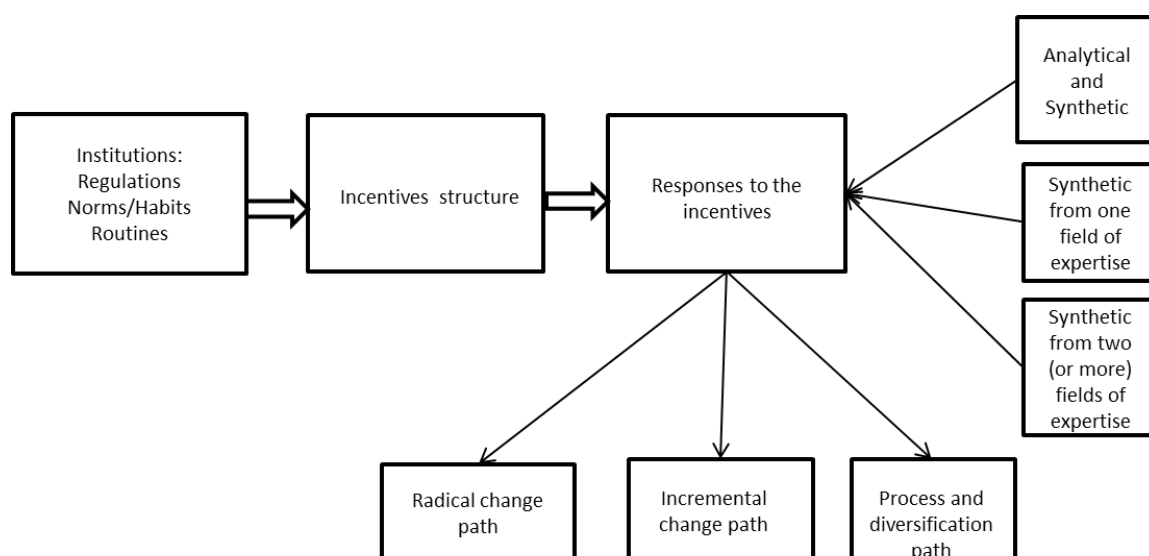 Institutions:
Regulations
Norms/Habits
Routines
Incentives structure
Responses to the
incentives
Analytical
and
Synthetic
Synthetic
from one
field of
expertise
Synthetic
from two
(or more)
fields of
expertise
Radical change
path
Incremental
change path
Process and
diversification
path